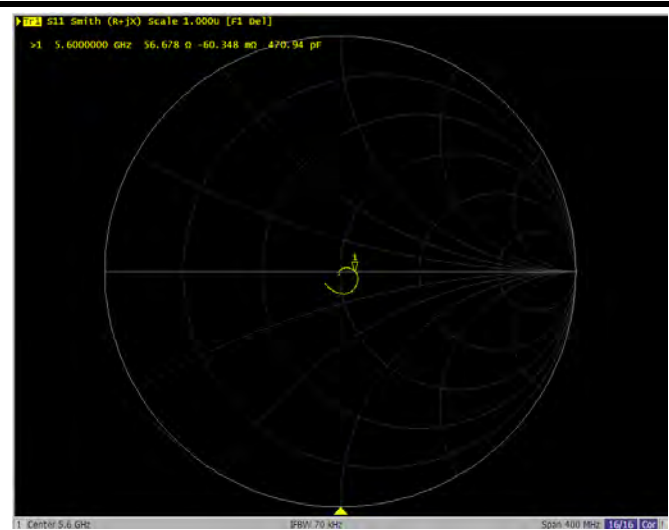 Tr1 S11 Smith (R+jX) Scale 1.000U [F1 Del]
>1 5.6000000 GHz 56.678 Ω -60.348 mΩ 470.94 pF
1
1 Center 5.6 GHz IFBW 70 kHz Span 400 MHz 16/16 Cor